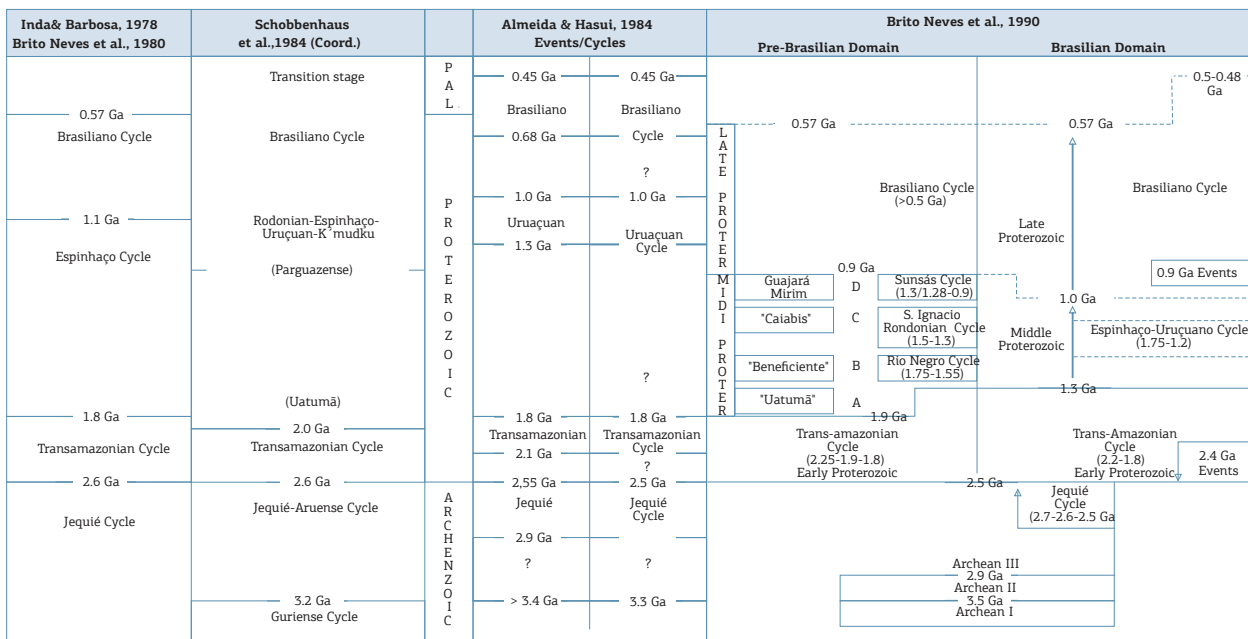 Inda& Barbosa, 1978
Brito Neves et al., 1980
Schobbenhaus
et al.,1984 (Coord.)
Almeida & Hasui, 1984
Events/Cycles
Brito Neves et al., 1990
Pre-Brasilian Domain
Brasilian Domain
0.57 Ga
Brasiliano Cycle
1.1 Ga
Espinhaço Cycle
1.8 Ga
Transamazonian Cycle
2.6 Ga
Jequié Cycle
Transition stage
Brasiliano Cycle
Rodonian-Espinhaço-
Uruçuan-K´mudku
(Parguazense)
(Uatumã)
2.0 Ga
Transamazonian Cycle
2.6 Ga
Jequié-Aruense Cycle
3.2 Ga
Guriense Cycle
PAL.
PROTEROZOIC
ARCHENZOIC
0.45 Ga
Brasiliano
0.68 Ga
1.0 Ga
Uruaçuan
1.3 Ga
1.8 Ga
Transamazonian
2.1 Ga
2,55 Ga
Jequié
2.9 Ga
?
> 3.4 Ga
0.45 Ga
Brasiliano
Cycle
?
1.0 Ga
Uruaçuan
Cycle
?
1.8 Ga
Transamazonian
Cycle
?
2.5 Ga
Jequié
Cycle
?
3.3 Ga
LATE PROTER
MIDI PROTER
0.57 Ga
Brasiliano Cycle
(>0.5 Ga)
0.9 Ga
Guajará
Mirim
D
Sunsás Cycle
(1.3/1.28-0.9)
"Caiabis"
C
S. Ignacio
Rondonian Cycle
(1.5-1.3)
"Beneficiente"
B
Rio Negro Cycle
(1.75-1.55)
"Uatumã"
A
1.9 Ga
Trans-amazonian
Cycle
(2.25-1.9-1.8)
Early Proterozoic
2.5 Ga
0.5-0.48
Ga
0.57 Ga
Brasiliano Cycle
Late
Proterozoic
0.9 Ga Events
1.0 Ga
Middle
Proterozoic
Espinhaço-Uruçuano Cycle
(1.75-1.2)
1.3 Ga
Trans-Amazonian
Cycle
(2.2-1.8)
Early Proterozoic
2.4 Ga
Events
Jequié
Cycle
(2.7-2.6-2.5 Ga
Archean III
2.9 Ga
Archean II
3.5 Ga
Archean I